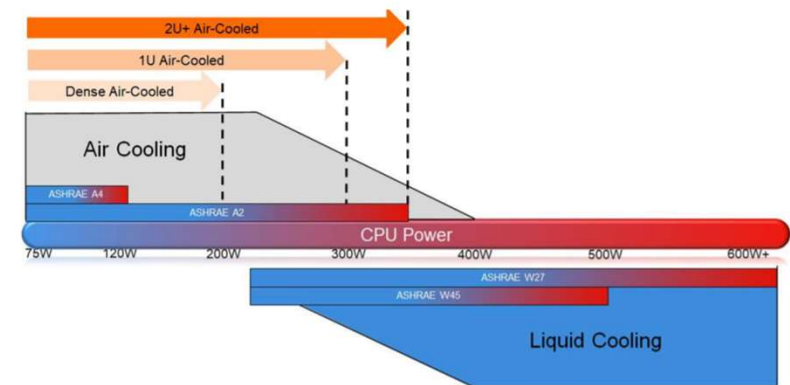 2U+ Air-Cooled
1U Air-Cooled
Dense Air-Cooled
Air Cooling
ASHRAE A4
ASHRAE A2
CPU Power
75W 120W 200W 300W 400W 500W 600W+
ASHRAE W27
ASHRAE W45
Liquid Cooling